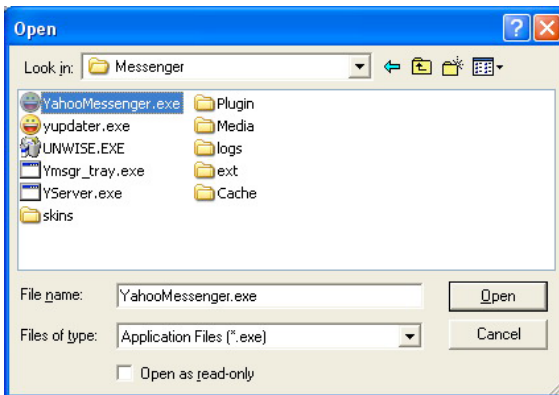 Open
Look in: Messenger
YahooMessenger.exe
yupdater.exe
UNWISE.EXE
Ymsgr_tray.exe
YServer.exe
skins
Plugin
Media
logs
ext
Cache
File name: YahooMessenger.exe Open
Files of type: Application Files (*.exe) Cancel
Open as read-only